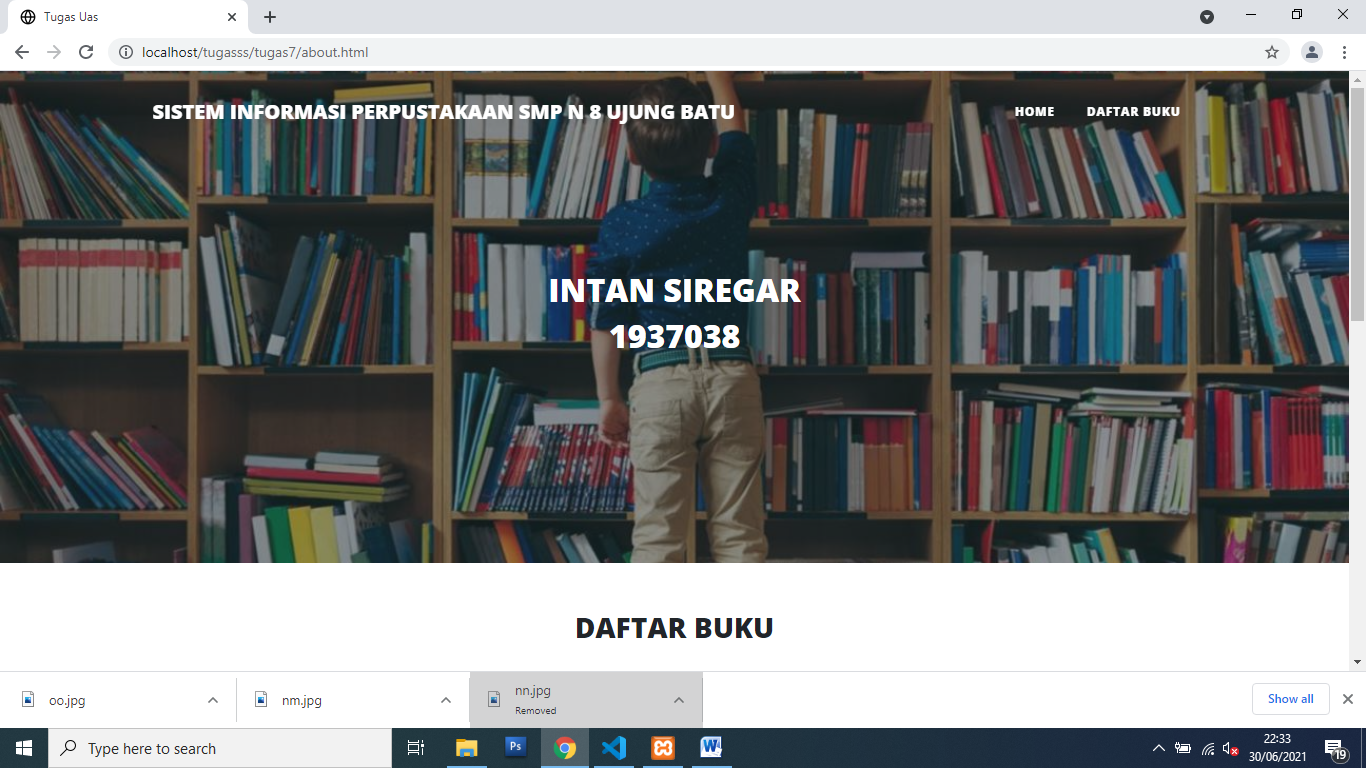 Tugas Uas
localhost/tugasss/tugas7/about.html
SISTEM INFORMASI PERPUSTAKAAN SMP N 8 UJUNG BATU
HOME
DAFTAR BUKU
INTAN SIREGAR
1937038
DAFTAR BUKU
oo.jpg
nm.jpg
nn.jpg
Removed
Show all
Type here to search
Ps
W
22:33
30/06/2021
19